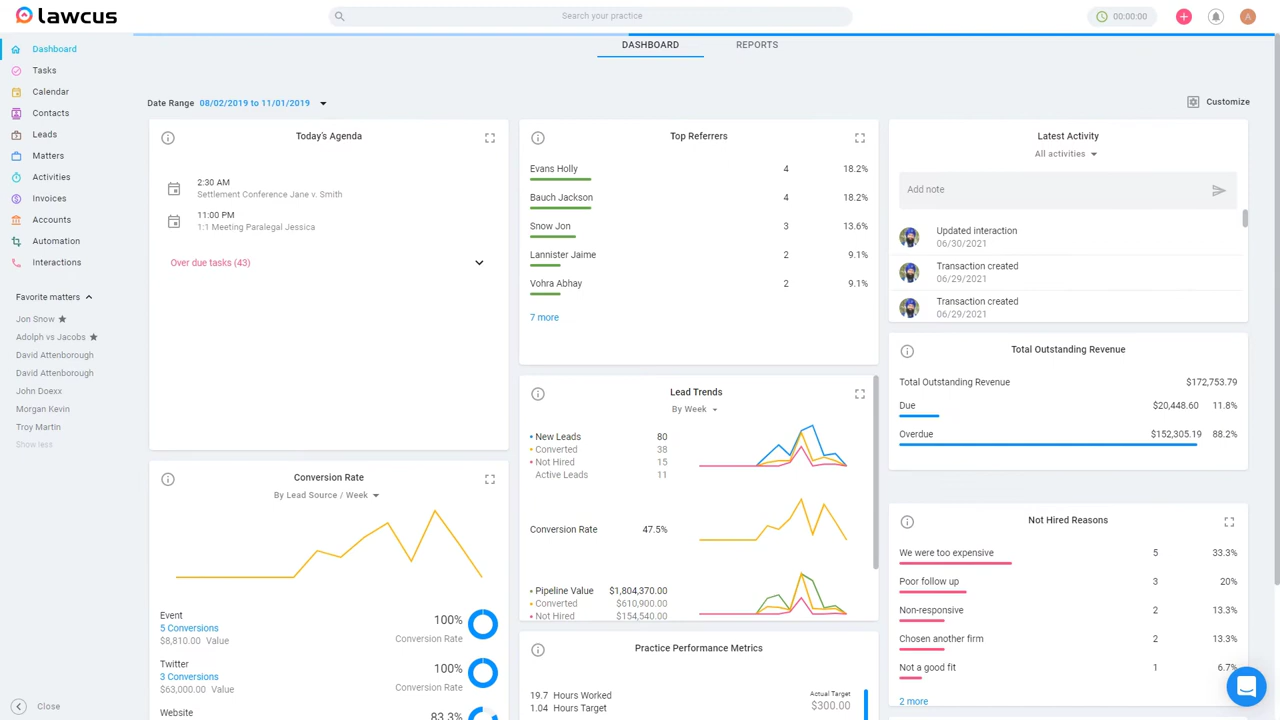 lawcus
Search your practice
00:00:00
A
Dashboard
Tasks
Calendar
Contacts
Leads
Matters
Activities
Invoices
Accounts
Automation
Interactions
Favorite matters
Jon Snow
Adolph vs Jacobs
David Attenborough
David Attenborough
John Doexx
Morgan Kevin
Troy Martin
Show less
Close
DASHBOARD REPORTS
Date Range 08/02/2019 to 11/01/2019
Customize
Today's Agenda
2:30 AM
Settlement Conference Jane v. Smith
11:00 PM
1:1 Meeting Paralegal Jessica
Over due tasks (43)
Conversion Rate
By Lead Source / Week
Event
5 Conversions
$8,810.00 Value
100%
Conversion Rate
Twitter
3 Conversions
$63,000.00 Value
100%
Conversion Rate
Website
83.3%
Top Referrers
Evans Holly 4 18.2%
Bauch Jackson 4 18.2%
Snow Jon 3 13.6%
Lannister Jaime 2 9.1%
Vohra Abhay 2 9.1%
7 more
Lead Trends
By Week
New Leads 80
Converted 38
Not Hired 15
Active Leads 11
Conversion Rate 47.5%
Pipeline Value $1,804,370.00
Converted $610,900.00
Not Hired $154,540.00
Practice Performance Metrics
19.7 Hours Worked
1.04 Hours Target
Actual Target
$300.00
Latest Activity
All activities
Add note
Updated interaction
06/30/2021
Transaction created
06/29/2021
Transaction created
06/29/2021
Total Outstanding Revenue
Total Outstanding Revenue $172,753.79
Due $20,448.60 11.8%
Overdue $152,305.19 88.2%
Not Hired Reasons
We were too expensive 5 33.3%
Poor follow up 3 20%
Non-responsive 2 13.3%
Chosen another firm 2 13.3%
Not a good fit 1 6.7%
2 more